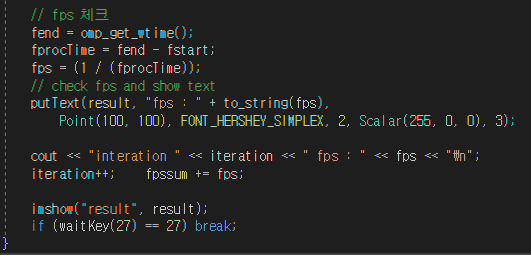 // fps 체크
fend = omp_get_wtime();
fprocTime = fend - fstart;
fps = (1 / (fprocTime));
// check fps and show text
putText(result, "fps : " + to_string(fps),
Point(100, 100), FONT_HERSHEY_SIMPLEX, 2, Scalar(255, 0, 0), 3);
cout << "interation " << iteration << " fps : " << fps << "₩n";
iteration++; fpssum += fps;
imshow("result", result);
if (waitKey(27) == 27) break;
}